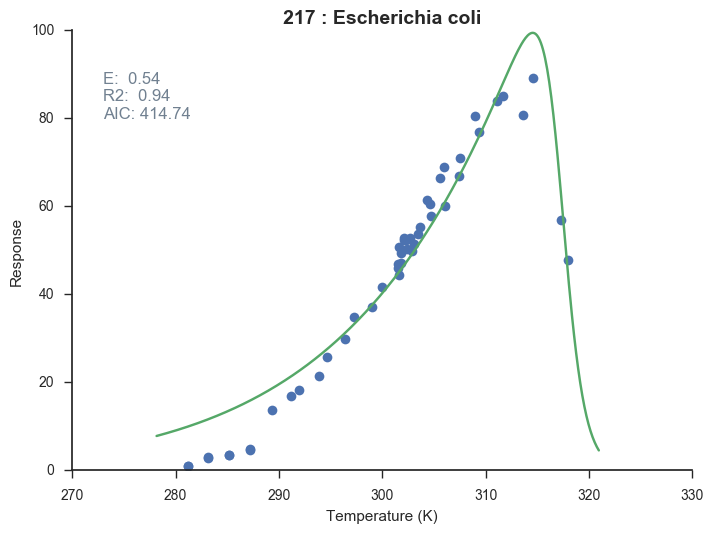 217 : Escherichia coli
E: 0.54
R2: 0.94
AIC: 414.74
100
80
60
40
20
0
Response
270 280 290 300 310 320 330
Temperature (K)